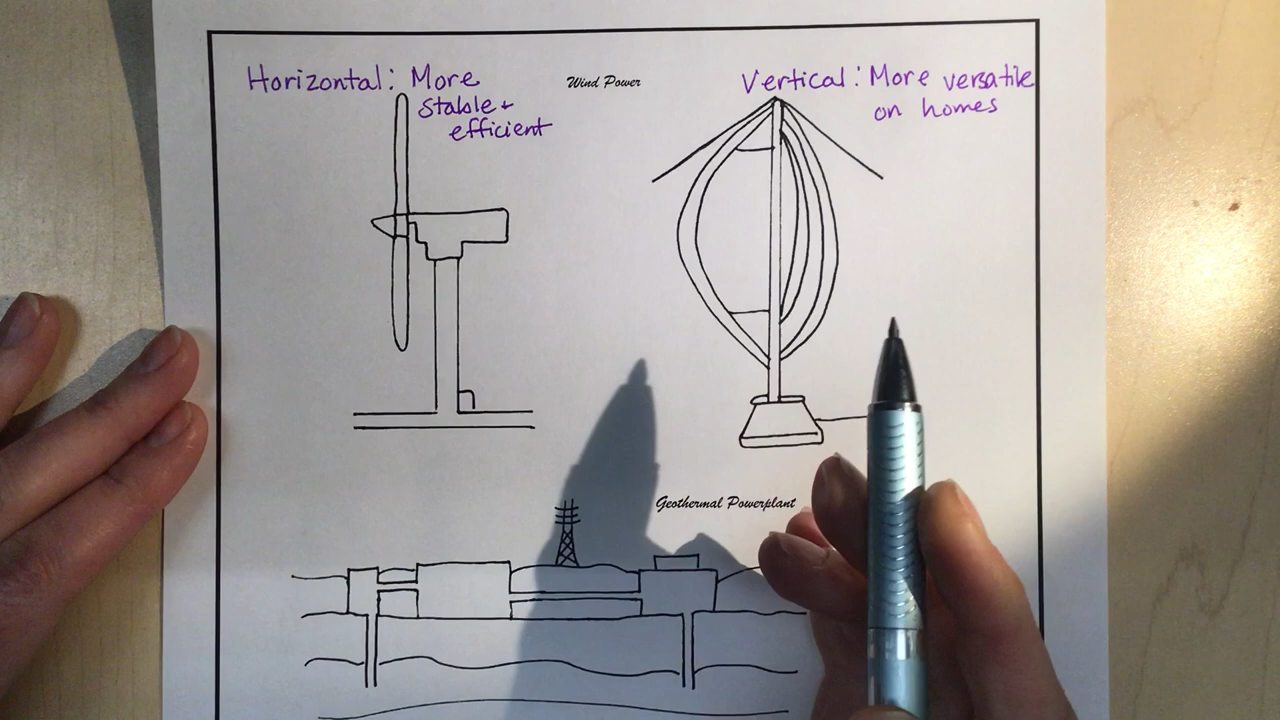 Horizontal: More
stable +
efficient
Wind Power
Vertical: More versatile
on homes
Geothermal Powerplant